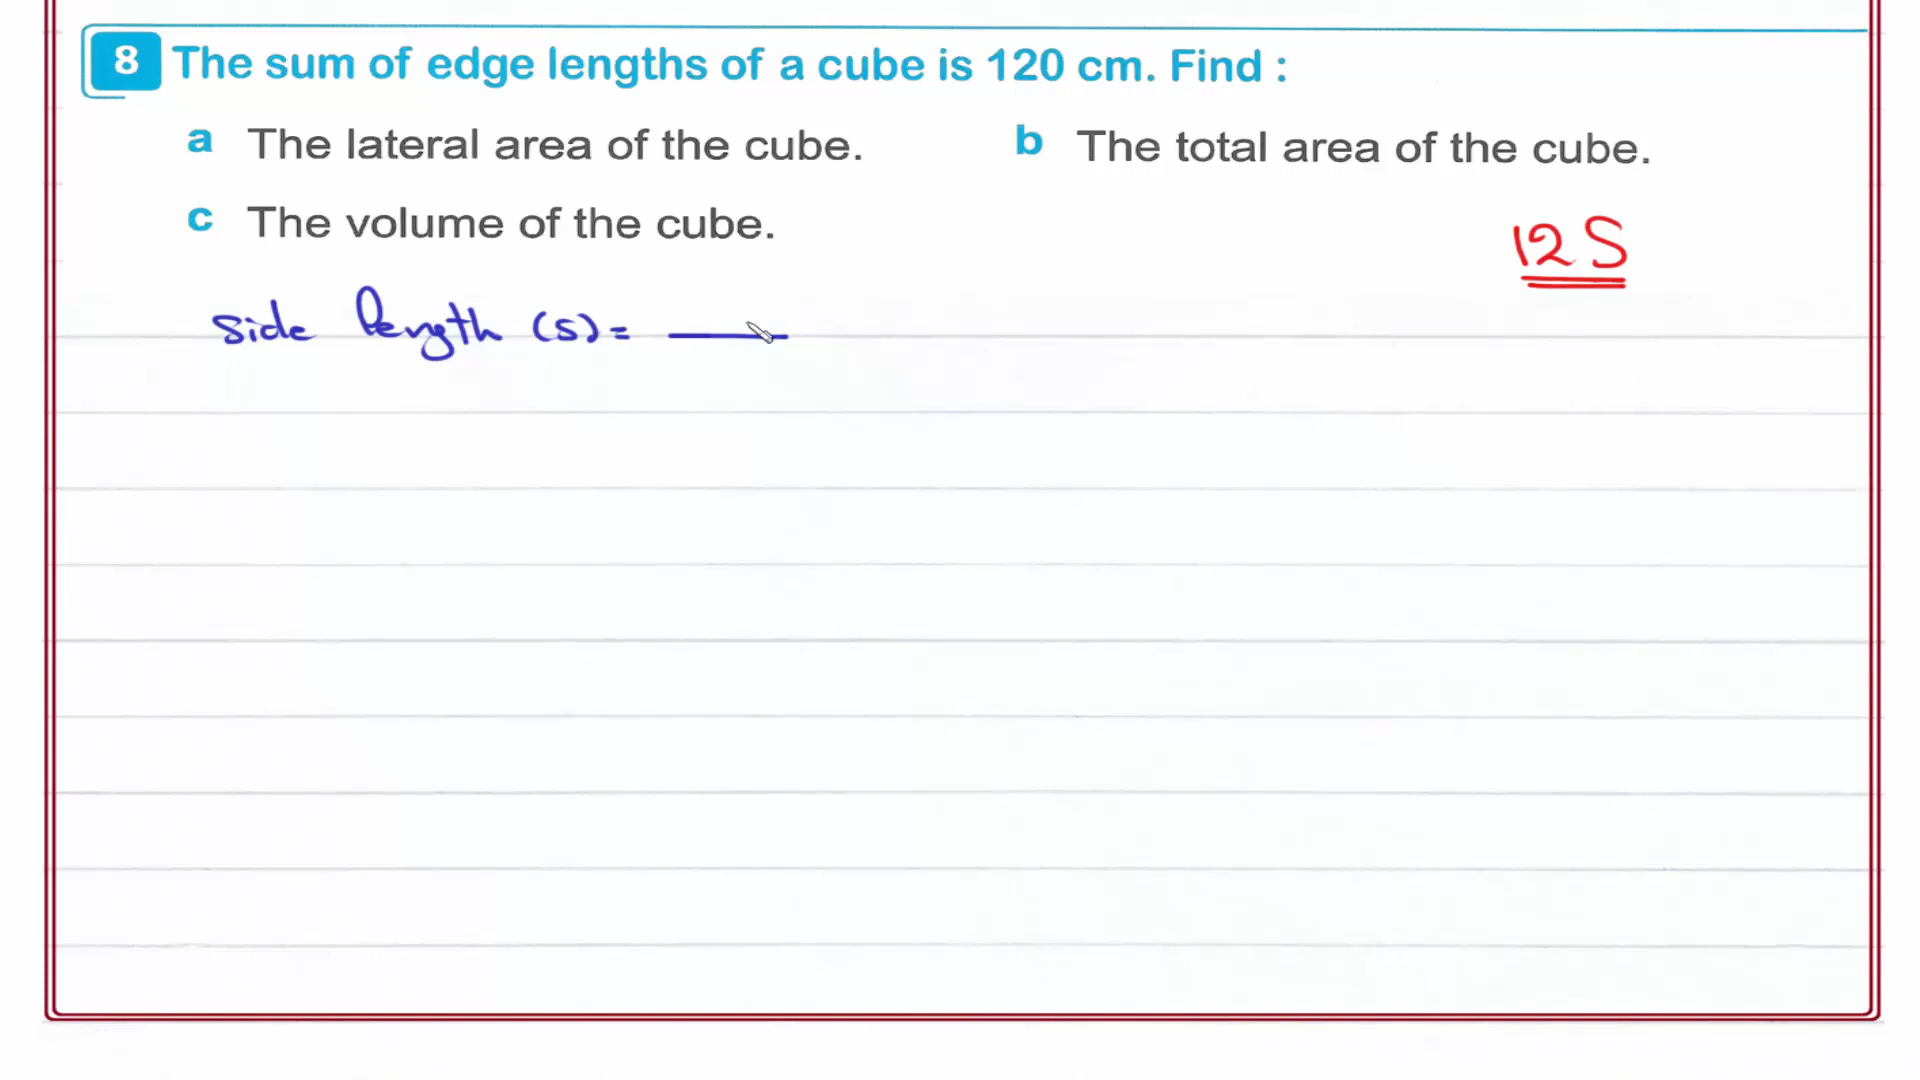 8 The sum of edge lengths of a cube is 120 cm. Find :
a The lateral area of the cube.
b The total area of the cube.
c The volume of the cube.
12 S
Side length (s) =